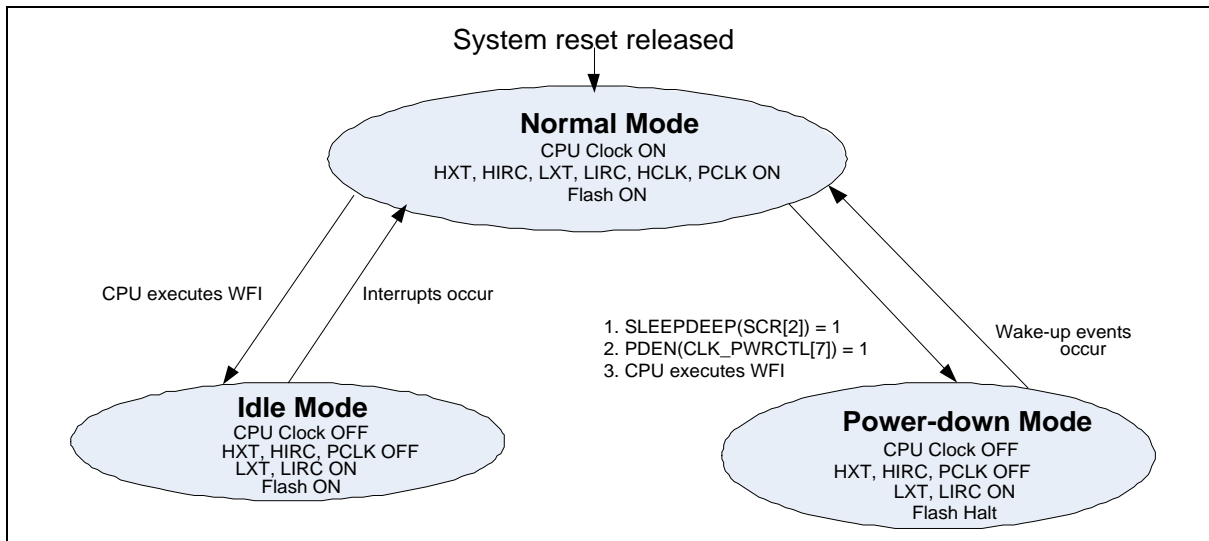 System reset released
Normal Mode
CPU Clock ON
HXT, HIRC, LXT, LIRC, HCLK, PCLK ON
Flash ON
CPU executes WFI
Interrupts occur
1. SLEEPDEEP(SCR[2]) = 1
2. PDEN(CLK_PWRCTL[7]) = 1
3. CPU executes WFI
Wake-up events
occur
Idle Mode
CPU Clock OFF
HXT, HIRC, PCLK OFF
LXT, LIRC ON
Flash ON
Power-down Mode
CPU Clock OFF
HXT, HIRC, PCLK OFF
LXT, LIRC ON
Flash Halt